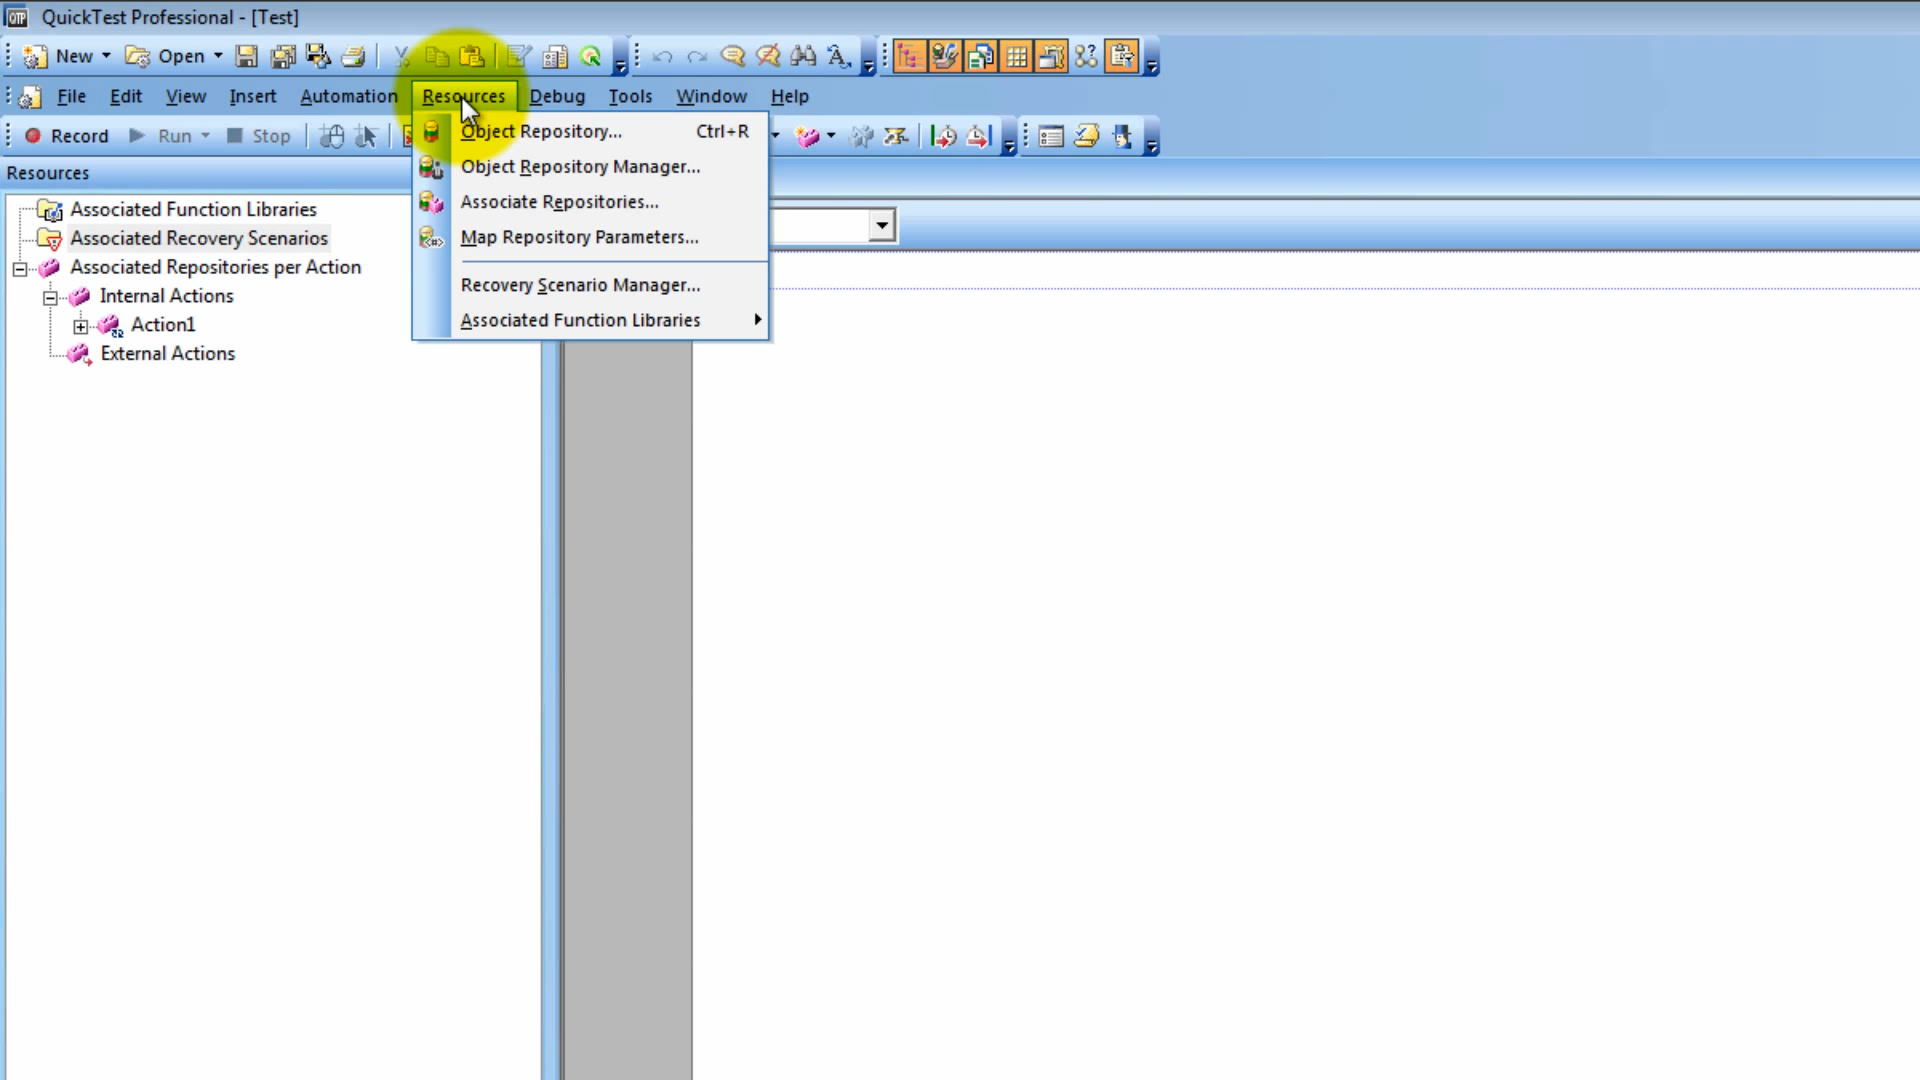 QTP QuickTest Professional - [Test]
New Open
File Edit View Insert Automation Resources Debug Tools Window Help
Record Run Stop
Resources
Object Repository... Ctrl+R
Object Repository Manager...
Associate Repositories...
Map Repository Parameters...
Recovery Scenario Manager...
Associated Function Libraries
Associated Function Libraries
Associated Recovery Scenarios
Associated Repositories per Action
Internal Actions
Action1
External Actions